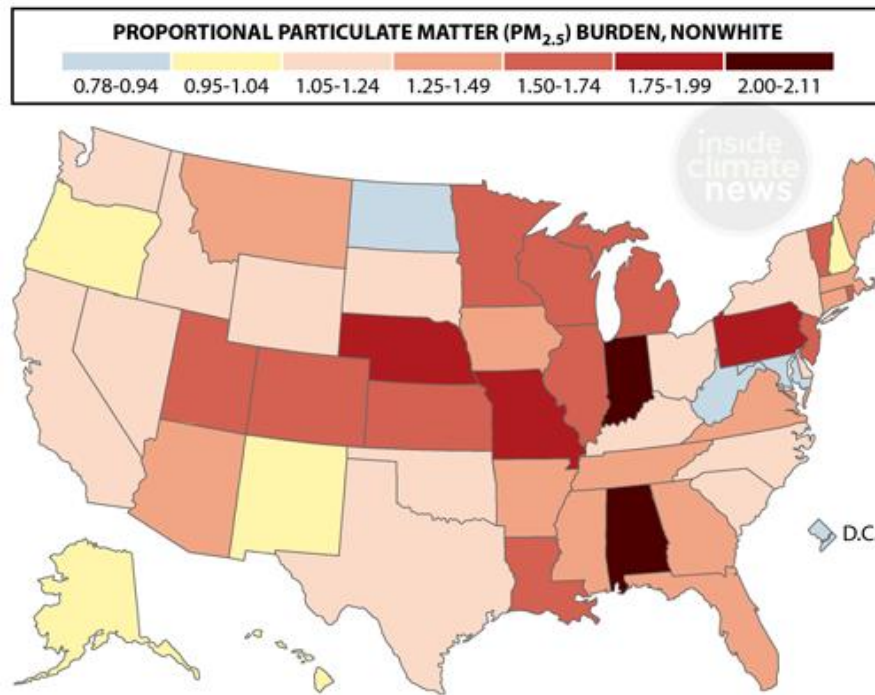 PROPORTIONAL PARTICULATE MATTER (PM2.5) BURDEN, NONWHITE
0.78-0.94 0.95-1.04 1.05-1.24 1.25-1.49 1.50-1.74 1.75-1.99 2.00-2.11
inside
climate
news
D.C.